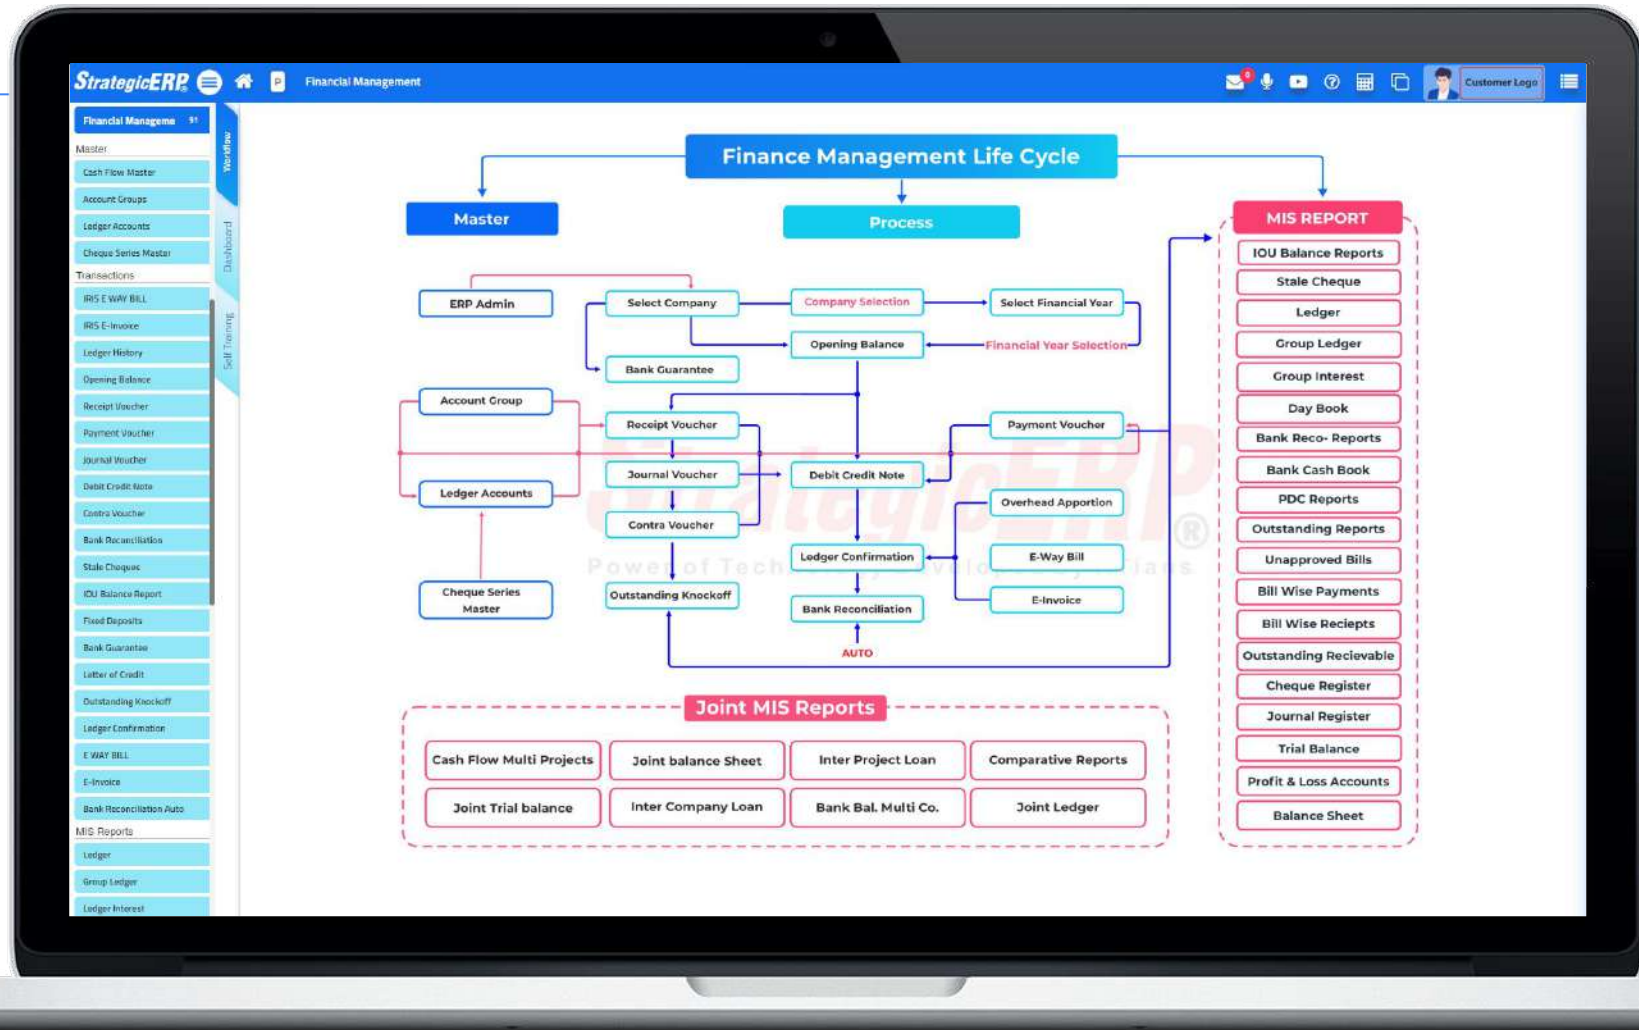 StrategicERP
P
Financial Management
0
Customer Logo
Financial Manageme 91
Master
Cash Flow Master
Account Groups
Ledger Accounts
Cheque Series Master
Transactions
IRIS E WAY BILL
IRIS E-Invoice
Ledger History
Opening Balance
Receipt Voucher
Payment Voucher
Journal Voucher
Debit Credit Note
Contra Voucher
Bank Reconciliation
Stale Cheques
IOU Balance Report
Fixed Deposits
Bank Guarantee
Letter of Credit
Outstanding Knockoff
Ledger Confirmation
E WAY BILL
E-Invoice
Bank Reconciliation Auto
MIS Reports
Ledger
Group Ledger
Ledger Interest
Workflow
Dashboard
Self Training
Finance Management Life Cycle
Master
Process
ERP Admin
Select Company
Company Selection
Select Financial Year
Opening Balance
Financial Year Selection
Bank Guarantee
Account Group
Receipt Voucher
Payment Voucher
Ledger Accounts
Journal Voucher
Debit Credit Note
Overhead Apportion
Contra Voucher
Ledger Confirmation
E-Way Bill
Cheque Series
Master
Outstanding Knockoff
Bank Reconciliation
E-Invoice
AUTO
StrategicERP®
Power of Tech
MIS REPORT
IOU Balance Reports
Stale Cheque
Ledger
Group Ledger
Group Interest
Day Book
Bank Reco- Reports
Bank Cash Book
PDC Reports
Outstanding Reports
Unapproved Bills
Bill Wise Payments
Bill Wise Reciepts
Outstanding Recievable
Cheque Register
Journal Register
Trial Balance
Profit & Loss Accounts
Balance Sheet
Joint MIS Reports
Cash Flow Multi Projects
Joint balance Sheet
Inter Project Loan
Comparative Reports
Joint Trial balance
Inter Company Loan
Bank Bal. Multi Co.
Joint Ledger